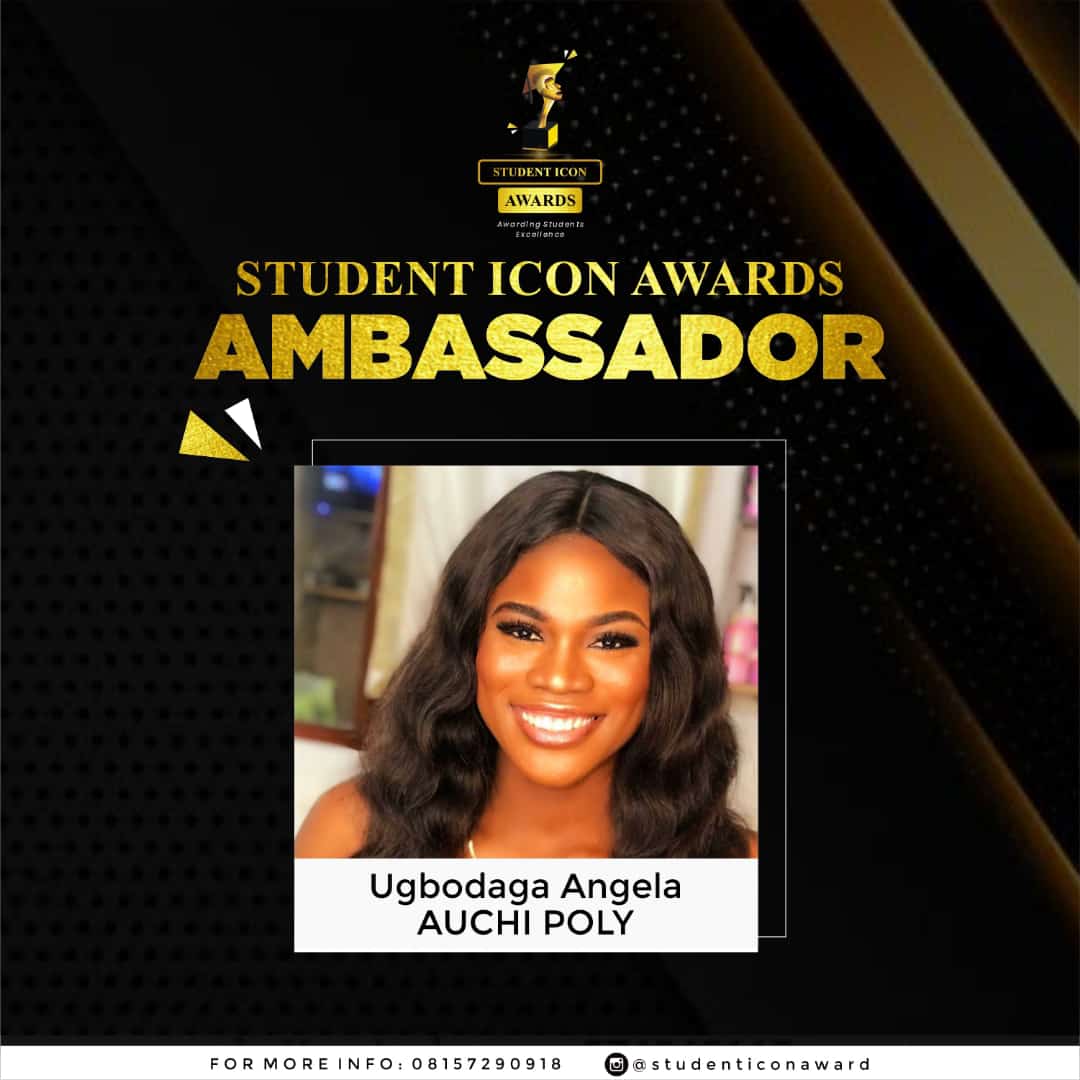 STUDENT ICON
AWARDS
Awarding Students
Excellence
STUDENT ICON AWARDS
AMBASSADOR
Ugbodaga Angela
AUCHI POLY
FOR MORE INFO: 08157290918 @studenticonaward